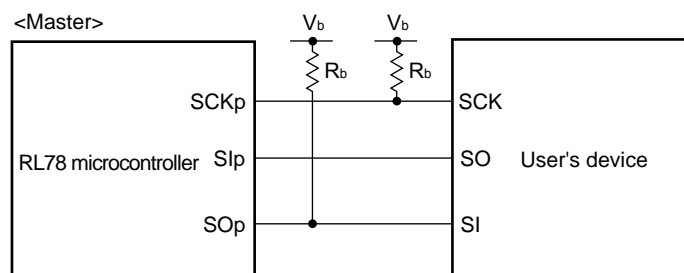 <Master>
Vb Vb
Rb Rb
SCKp SCK
RL78 microcontroller SIp SO User's device
SOp SI